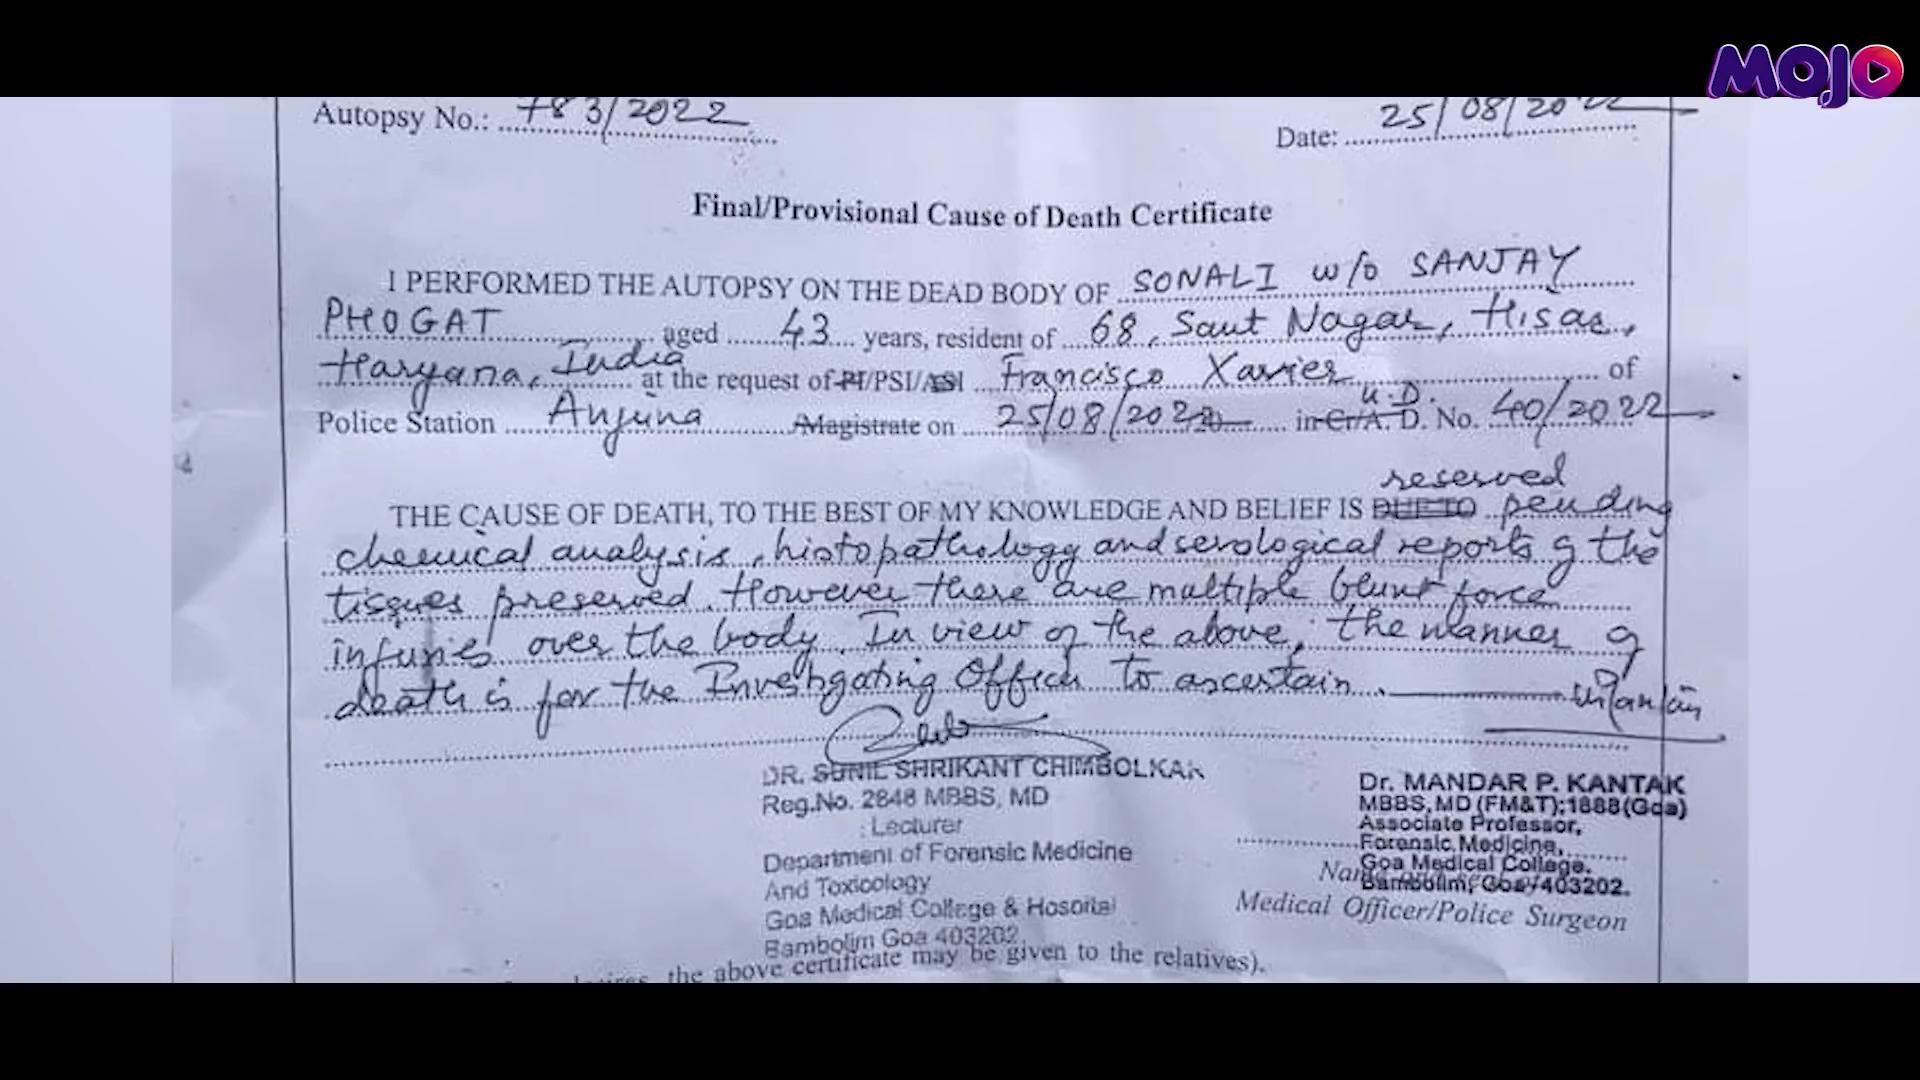 MOJO
Autopsy No.: 783/2022
Date: 25/08/2022
Final/Provisional Cause of Death Certificate
I PERFORMED THE AUTOPSY ON THE DEAD BODY OF SONALI w/o SANJAY
PHOGAT aged 43 years, resident of 68, Sant Nagar, Hisar,
Haryana, India at the request of PI/PSI/ASI Francisco Xavier of
U.D.
Police Station Anjuna Magistrate on 25/08/2022 in Cr/A. D. No. 40/2022
reserved
THE CAUSE OF DEATH, TO THE BEST OF MY KNOWLEDGE AND BELIEF IS DUE TO pending
chemical analysis, histopathology and serological reports of the
tissues preserved. However there are multiple blunt force
injuries over the body. In view of the above, the manner of
death is for the Investigating Officer to ascertain.
DR. SUNIL SHRIKANT CHIMBOLKAR
Reg.No. 2848 MBBS, MD
Lecturer
Department of Forensic Medicine
And Toxicology
Goa Medical College & Hospital
Bambolim Goa 403202.
Dr. MANDAR P. KANTAK
MBBS, MD (FM&T); 1888 (Goa)
Associate Professor,
Forensic Medicine,
Goa Medical College.
Bambolim, Goa 403202.
Medical Officer/Police Surgeon
the above certificate may be given to the relatives).